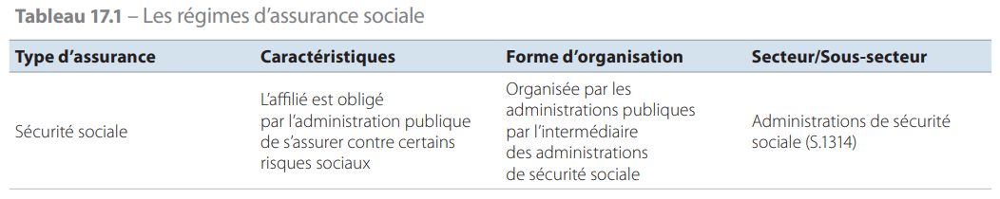 Tableau 17.1 – Les régimes d’assurance sociale
Type d’assurance Caractéristiques Forme d’organisation Secteur/Sous-secteur
Sécurité sociale
L’affilié est obligé
par l’administration publique
de s’assurer contre certains
risques sociaux
Organisée par les
administrations publiques
par l’intermédiaire
des administrations
de sécurité sociale
Administrations de sécurité
sociale (S.1314)